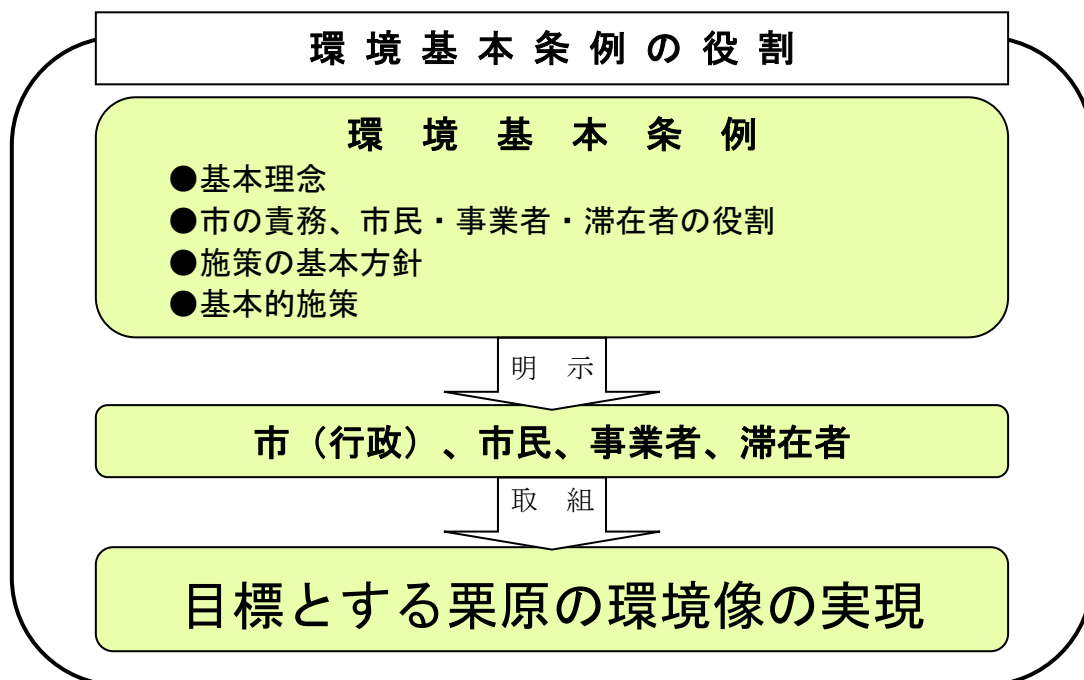 環境基本条例の役割
環境基本条例
●基本理念
●市の責務、市民・事業者・滞在者の役割
●施策の基本方針
●基本的施策
明示
市（行政）、市民、事業者、滞在者
取組
目標とする栗原の環境像の実現